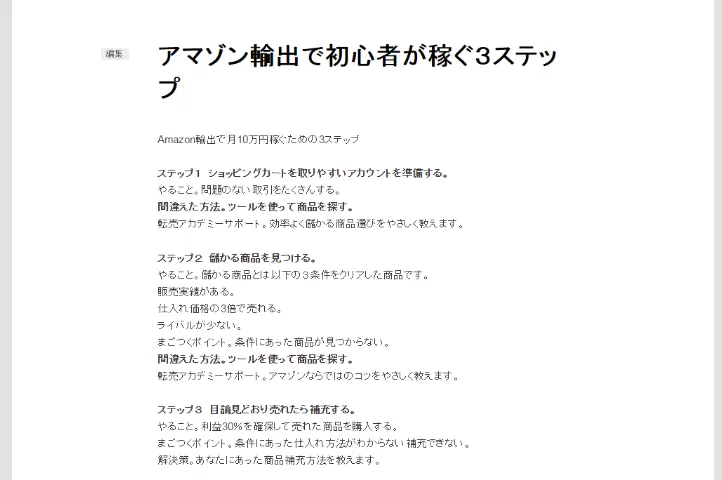 編集
アマゾン輸出で初心者が稼ぐ3ステッ
プ
Amazon輸出で月10万円稼ぐための3ステップ
ステップ1 ショッピングカートを取りやすいアカウントを準備する。
やること。問題のない取引をたくさんする。
間違えた方法。ツールを使って商品を探す。
転売アカデミーサポート。効率よく儲かる商品選びをやさしく教えます。
ステップ2 儲かる商品を見つける。
やること。儲かる商品とは以下の3条件をクリアした商品です。
販売実績がある。
仕入れ価格の3倍で売れる。
ライバルが少ない。
まごつくポイント。条件にあった商品が見つからない。
間違えた方法。ツールを使って商品を探す。
転売アカデミーサポート。アマゾンならではのコツをやさしく教えます。
ステップ3 目論見どおり売れたら補充する。
やること。利益30%を確保して売れた商品を購入する。
まごつくポイント。条件にあった仕入れ方法がわからない補充できない。
解決策。あなたにあった商品補充方法を教えます。